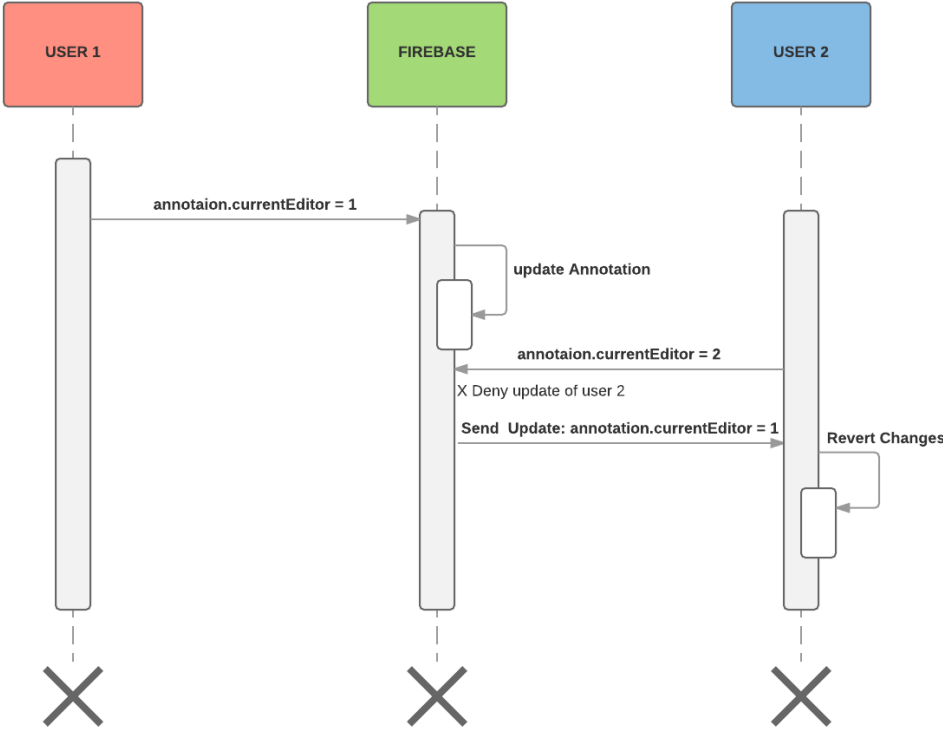 USER 1
FIREBASE
USER 2
annotaion.currentEditor = 1
update Annotation
annotaion.currentEditor = 2
X Deny update of user 2
Send Update: annotation.currentEditor = 1
Revert Changes